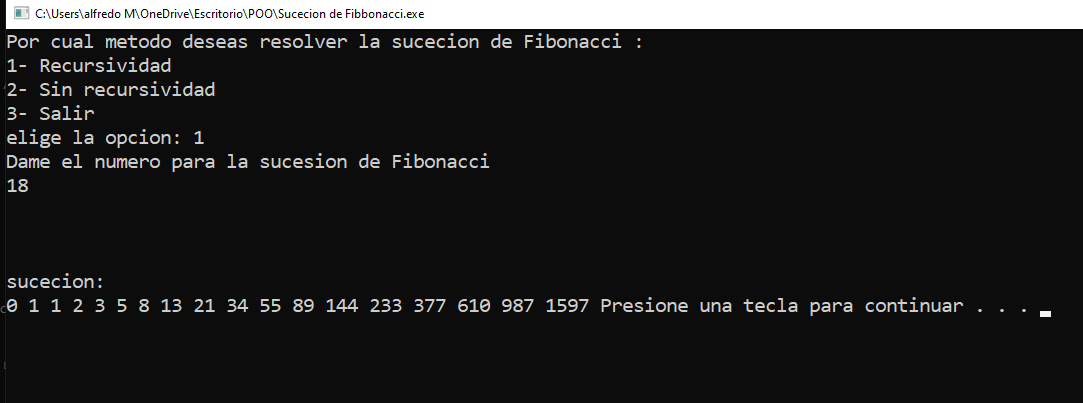 C:\Users\alfredo M\OneDrive\Escritorio\POO\Sucecion de Fibbonacci.exe
Por cual metodo deseas resolver la sucecion de Fibonacci :
1- Recursividad
2- Sin recursividad
3- Salir
elige la opcion: 1
Dame el numero para la sucesion de Fibonacci
18
sucecion:
0 1 1 2 3 5 8 13 21 34 55 89 144 233 377 610 987 1597 Presione una tecla para continuar . . .